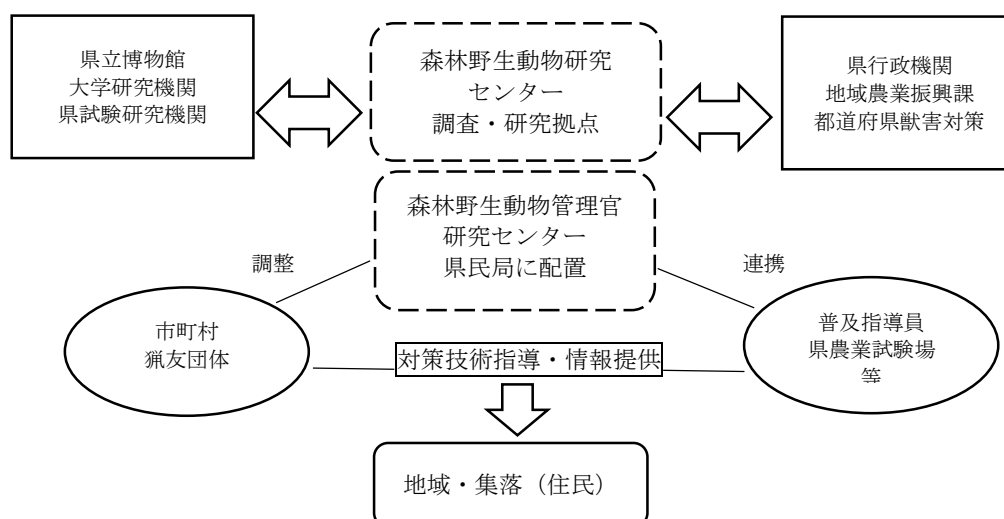 県立博物館
大学研究機関
県試験研究機関
森林野生動物研究
センター
調査・研究拠点
県行政機関
地域農業振興課
都道府県獣害対策
森林野生動物管理官
研究センター
県民局に配置
調整
連携
市町村
猟友団体
対策技術指導・情報提供
普及指導員
県農業試験場
等
地域・集落（住民）